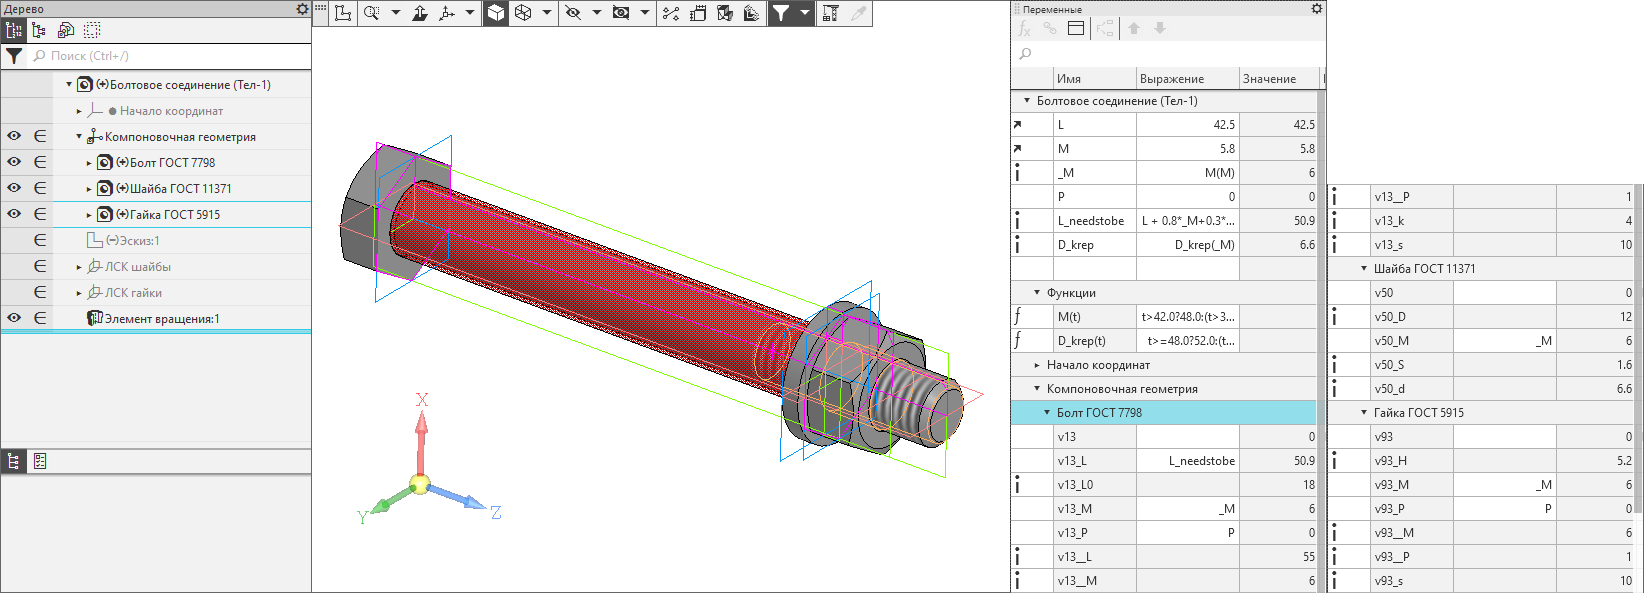 Дерево
Поиск (Ctrl+/)
(+)Болтовое соединение (Тел-1)
Начало координат
Компоновочная геометрия
(+)Болт ГОСТ 7798
(+)Шайба ГОСТ 11371
(+)Гайка ГОСТ 5915
(−)Эскиз:1
ЛСК шайбы
ЛСК гайки
Элемент вращения:1
X
Y
Z
Переменные
Имя Выражение Значение
Болтовое соединение (Тел-1)
L 42.5 42.5
M 5.8 5.8
_M M(M) 6
P 0 0
L_needstobe L + 0.8*_M+0.3*... 50.9
D_krep D_krep(_M) 6.6
Функции
M(t) t>42.0?48.0:(t>3...
D_krep(t) t>=48.0?52.0:(t...
Начало координат
Компоновочная геометрия
Болт ГОСТ 7798
v13 0
v13_L L_needstobe 50.9
v13_L0 18
v13_M _M 6
v13_P P 0
v13__L 55
v13__M 6
v13__P 1
v13_k 4
v13_s 10
Шайба ГОСТ 11371
v50 0
v50_D 12
v50_M _M 6
v50_S 1.6
v50_d 6.6
Гайка ГОСТ 5915
v93 0
v93_H 5.2
v93_M _M 6
v93_P P 0
v93__M 6
v93__P 1
v93_s 10